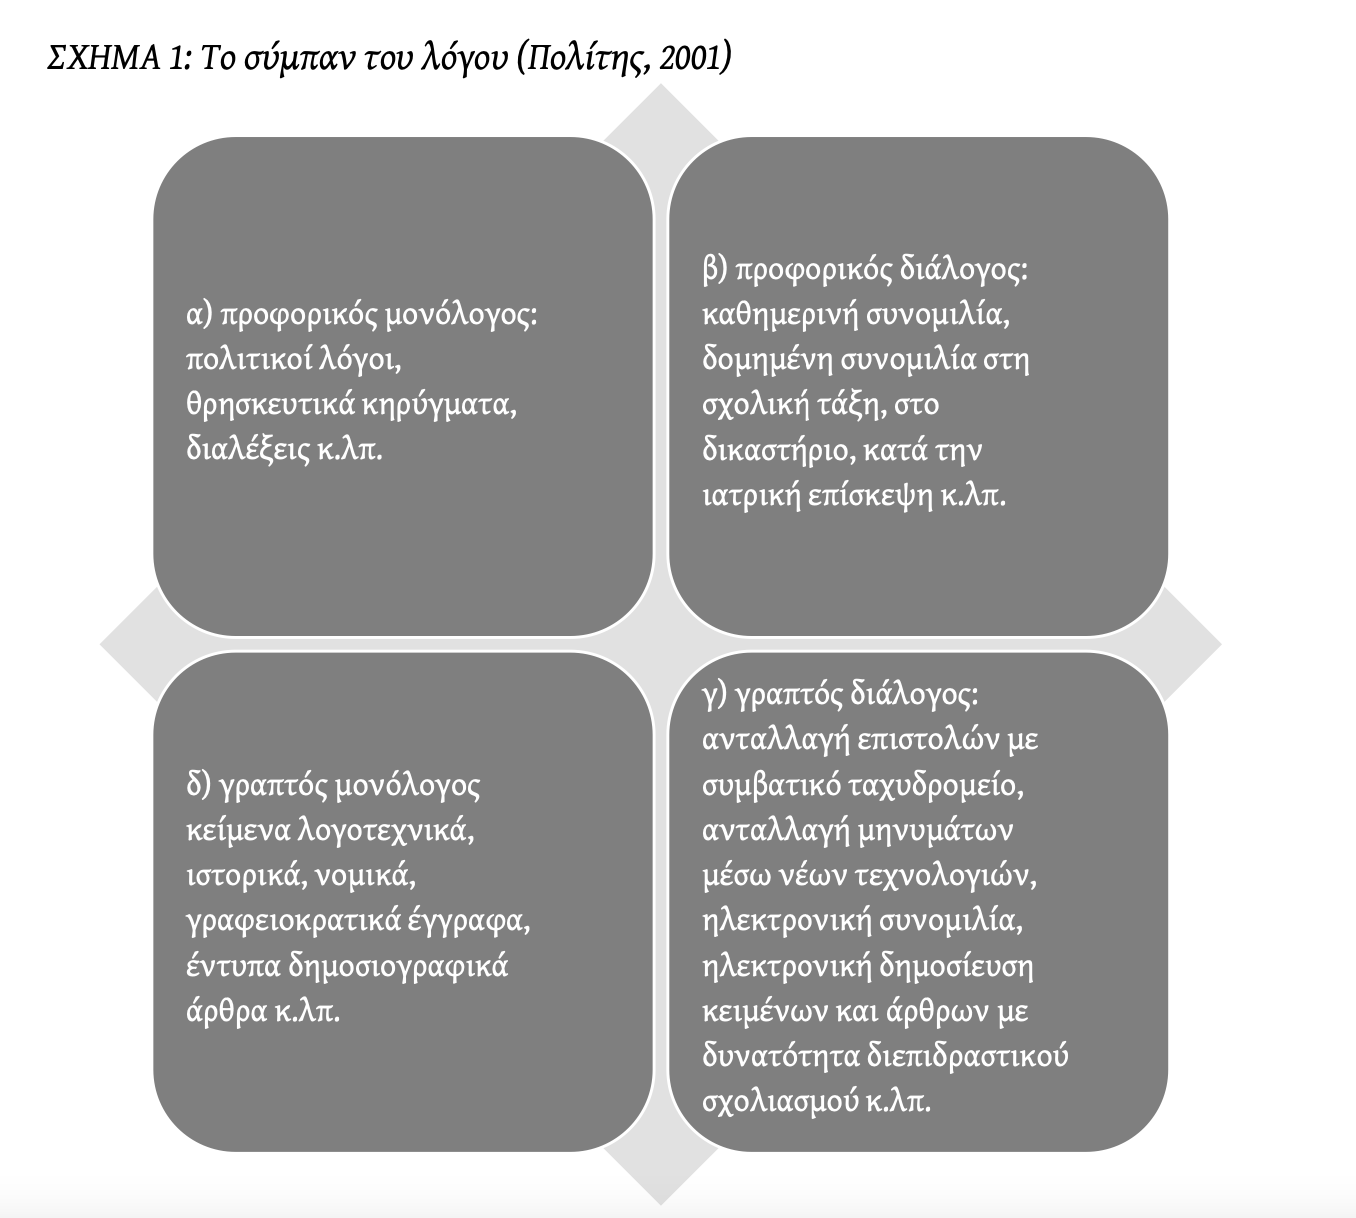 ΣΧΗΜΑ 1: Το σύμπαν του λόγου (Πολίτης, 2001)
α) προφορικός μονόλογος:
πολιτικοί λόγοι,
θρησκευτικά κηρύγματα,
διαλέξεις κ.λπ.
β) προφορικός διάλογος:
καθημερινή συνομιλία,
δομημένη συνομιλία στη
σχολική τάξη, στο
δικαστήριο, κατά την
ιατρική επίσκεψη κ.λπ.
δ) γραπτός μονόλογος
κείμενα λογοτεχνικά,
ιστορικά, νομικά,
γραφειοκρατικά έγγραφα,
έντυπα δημοσιογραφικά
άρθρα κ.λπ.
γ) γραπτός διάλογος:
ανταλλαγή επιστολών με
συμβατικό ταχυδρομείο,
ανταλλαγή μηνυμάτων
μέσω νέων τεχνολογιών,
ηλεκτρονική συνομιλία,
ηλεκτρονική δημοσίευση
κειμένων και άρθρων με
δυνατότητα διεπιδραστικού
σχολιασμού κ.λπ.